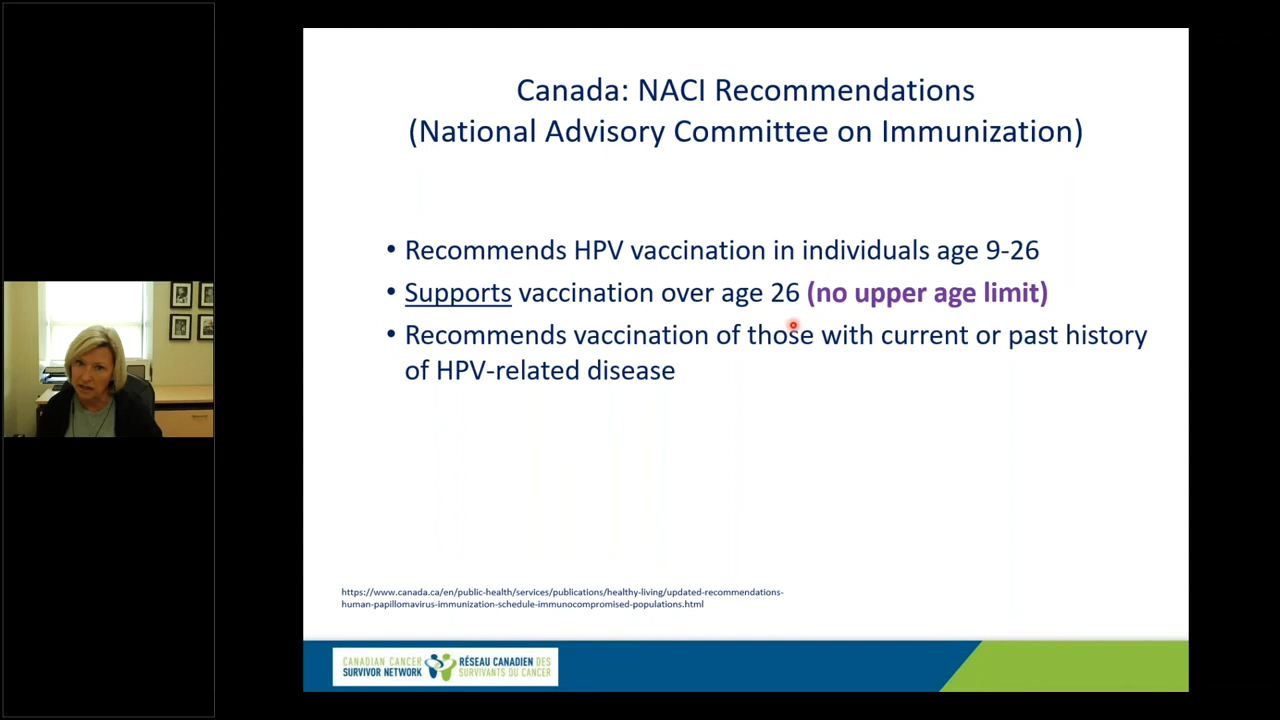 Canada: NACI Recommendations
(National Advisory Committee on Immunization)
• Recommends HPV vaccination in individuals age 9-26
• Supports vaccination over age 26 (no upper age limit)
• Recommends vaccination of those with current or past history
of HPV-related disease
https://www.canada.ca/en/public-health/services/publications/healthy-living/updated-recommendations-
human-papillomavirus-immunization-schedule-immunocompromised-populations.html
CANADIAN CANCER
SURVIVOR NETWORK
RÉSEAU CANADIEN DES
SURVIVANTS DU CANCER